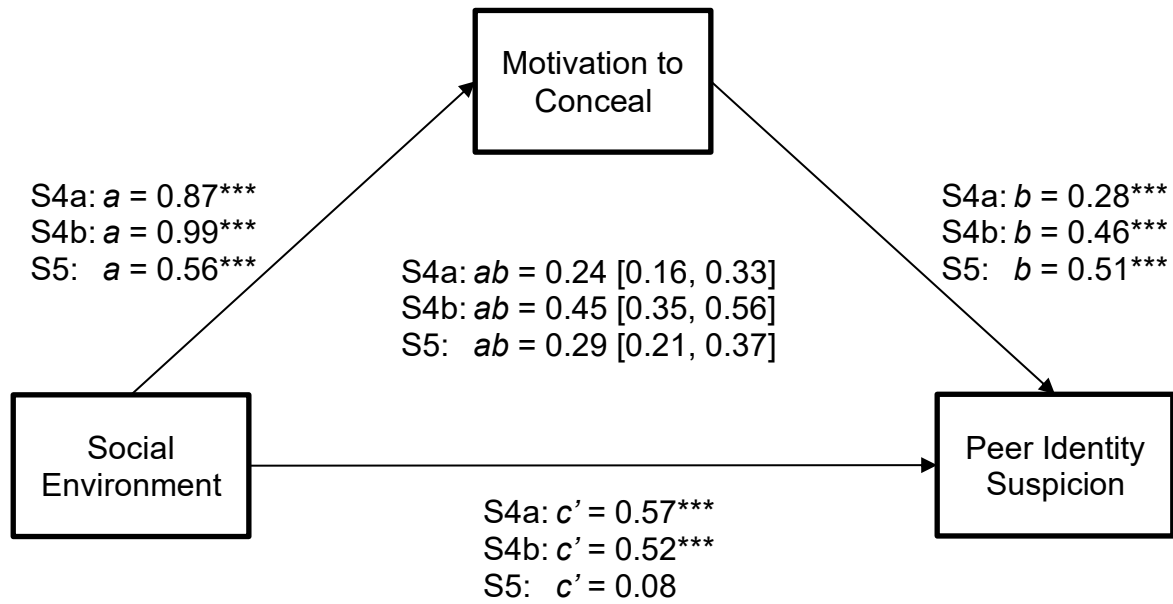 Motivation to
Conceal
S4a: a = 0.87***
S4b: a = 0.99***
S5: a = 0.56***
S4a: b = 0.28***
S4b: b = 0.46***
S5: b = 0.51***
S4a: ab = 0.24 [0.16, 0.33]
S4b: ab = 0.45 [0.35, 0.56]
S5: ab = 0.29 [0.21, 0.37]
Social
Environment
Peer Identity
Suspicion
S4a: c’ = 0.57***
S4b: c’ = 0.52***
S5: c’ = 0.08